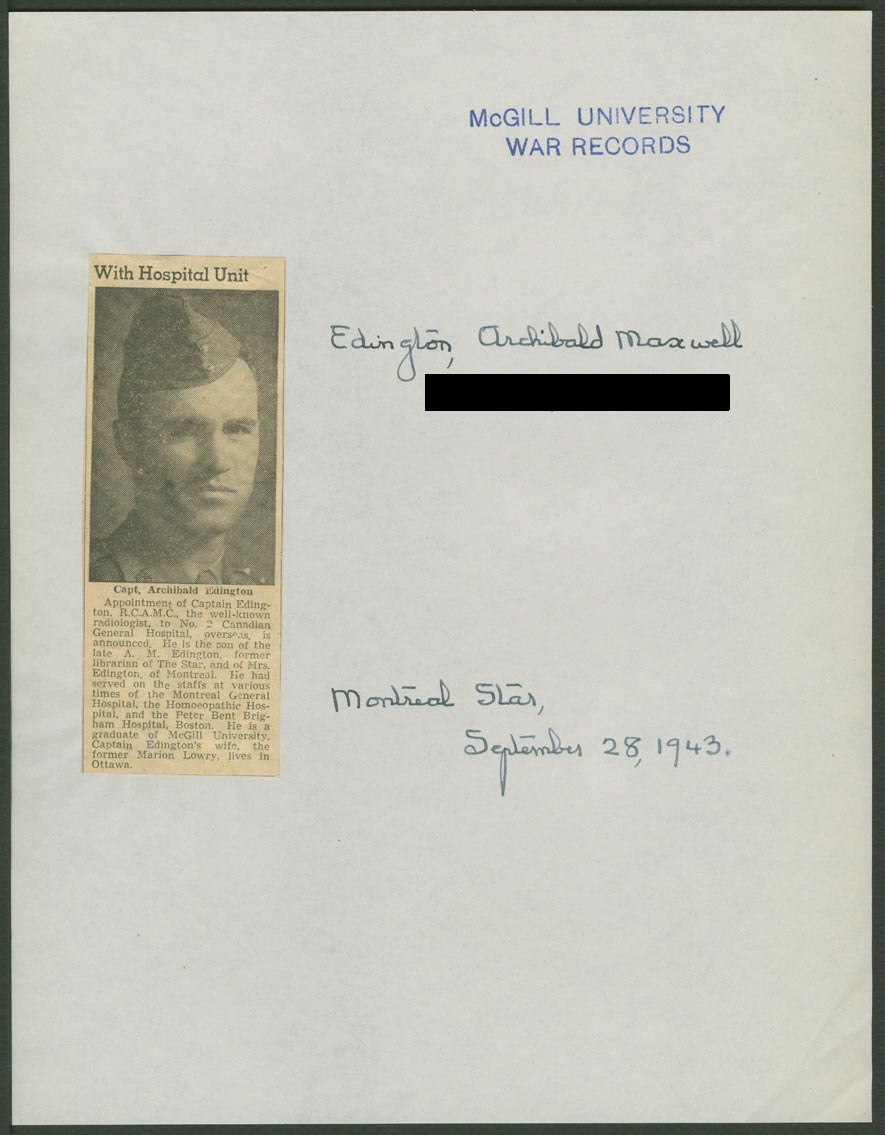 McGILL UNIVERSITY
WAR RECORDS
With Hospital Unit
Edington, Archibald Maxwell
Capt. Archibald Edington
Appointment of Captain Eding-
ton, R.C.A.M.C., the well-known
radiologist, to No. 2 Canadian
General Hospital, overseas, is
announced. He is the son of the
late A. M. Edington, former
librarian of The Star, and of Mrs.
Edington, of Montreal. He had
served on the staffs at various
times of the Montreal General
Hospital, the Homoeopathic Hos-
pital, and the Peter Bent Brig-
ham Hospital, Boston. He is a
graduate of McGill University.
Captain Edington's wife, the
former Marion Lowry, lives in
Ottawa.
Montreal Star,
September 28, 1943.